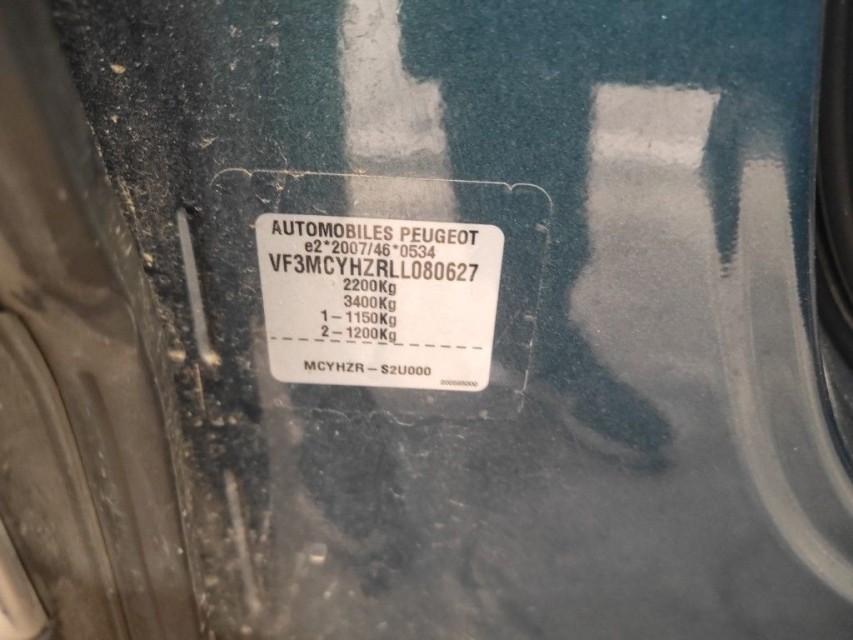 AUTOMOBILES PEUGEOT
e2*2007/46*0534
VF3MCYHZRLL080627
2200Kg
3400Kg
1-1150Kg
2-1200Kg
MCYHZR-S2U000